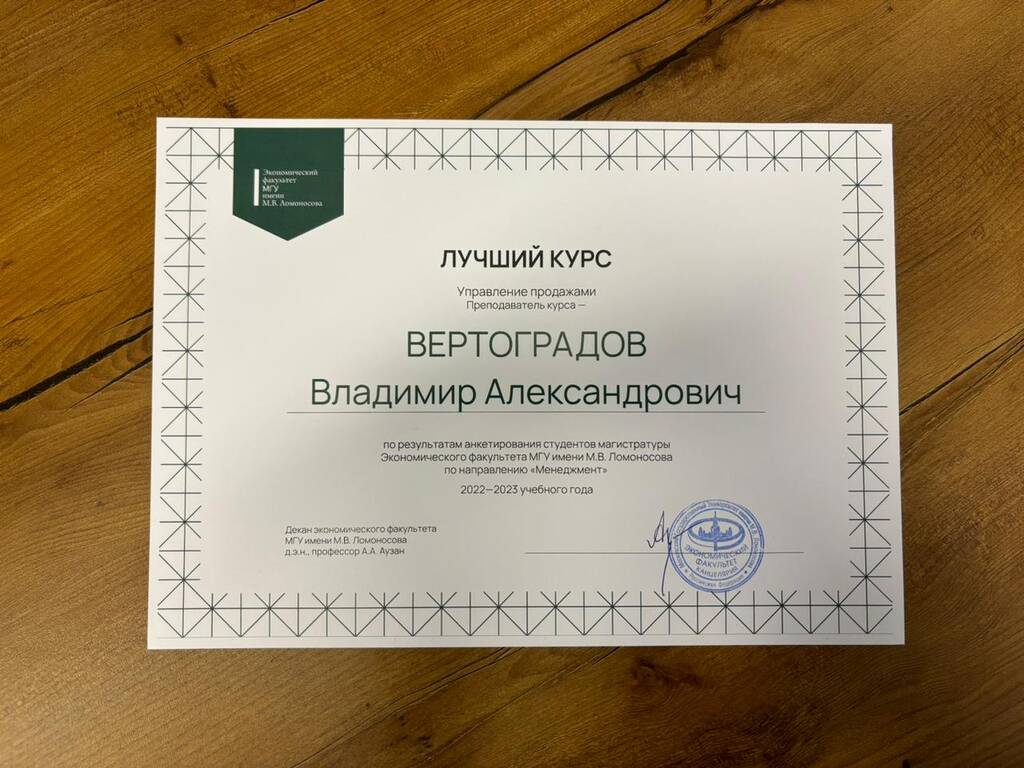 Экономический
факультет
МГУ
имени
М.В. Ломоносова
ЛУЧШИЙ КУРС
Управление продажами
Преподаватель курса —
ВЕРТОГРАДОВ
Владимир Александрович
по результатам анкетирования студентов магистратуры
Экономического факультета МГУ имени М.В. Ломоносова
по направлению «Менеджмент»
2022—2023 учебного года
Декан экономического факультета
МГУ имени М.В. Ломоносова
д.э.н., профессор А.А. Аузан
ЭКОНОМИЧЕСКИЙ
ФАКУЛЬТЕТ
КАНЦЕЛЯРИЯ
Российская Федерация